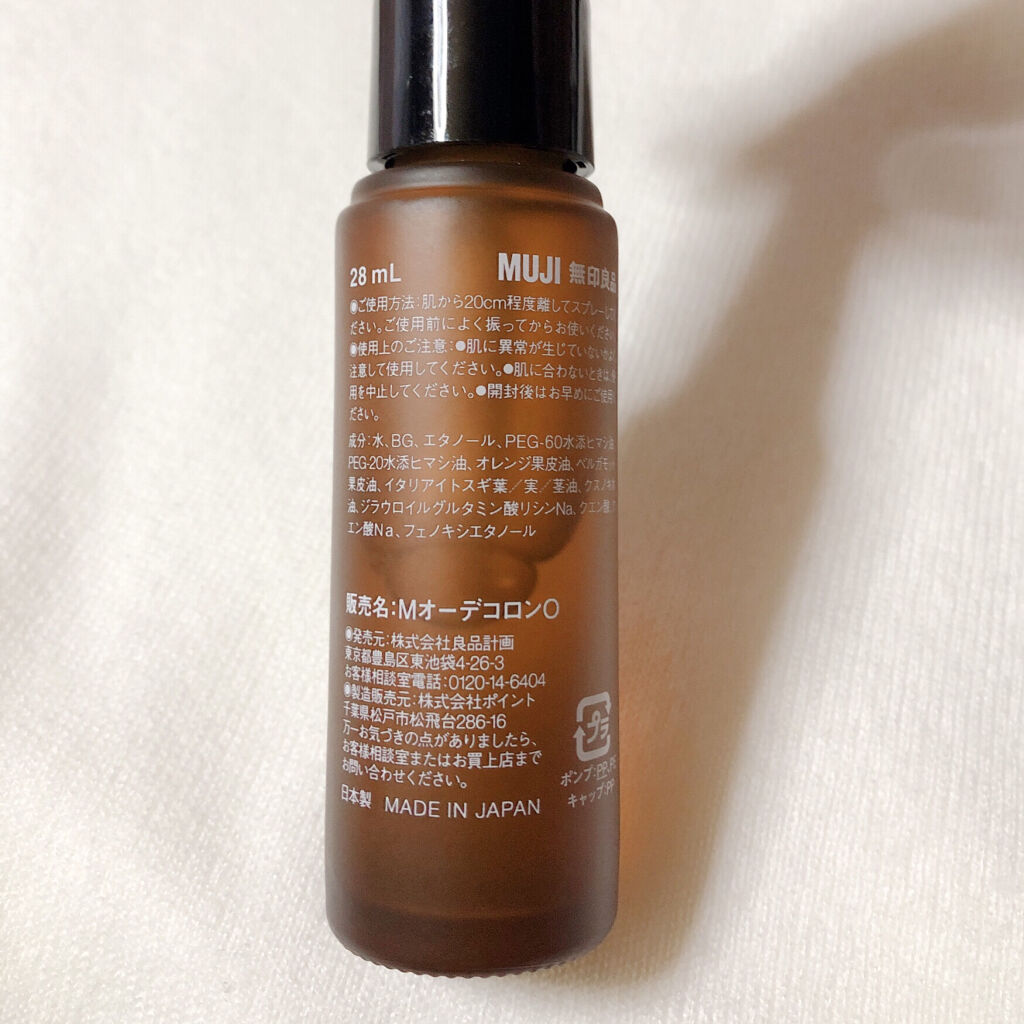 28 mL
MUJI 無印良品
●ご使用方法：肌から20cm程度離してスプレーして
ださい。ご使用前によく振ってからお使いください
●使用上のご注意：●肌に異常が生じていないかよ
注意して使用してください。●肌に合わないときは、
用を中止してください。●開封後はお早めにご使用
ださい。
成分：水、BG、エタノール、PEG-60水添ヒマシ油
PEG-20水添ヒマシ油、オレンジ果皮油、ベルガモッ
果皮油、イタリアイトスギ葉／実／茎油、クスノキ
油、ジラウロイルグルタミン酸リシンNa、クエン酸、
エン酸Na、フェノキシエタノール
販売名：MオーデコロンO
●発売元：株式会社良品計画
東京都豊島区東池袋4-26-3
お客様相談室電話：0120-14-6404
●製造販売元：株式会社ポイント
千葉県松戸市松飛台286-16
万一お気づきの点がありましたら、
お客様相談室またはお買上店まで
お問い合わせください。
日本製 MADE IN JAPAN
プラ
ポンプ：PP、
キャップ：PP